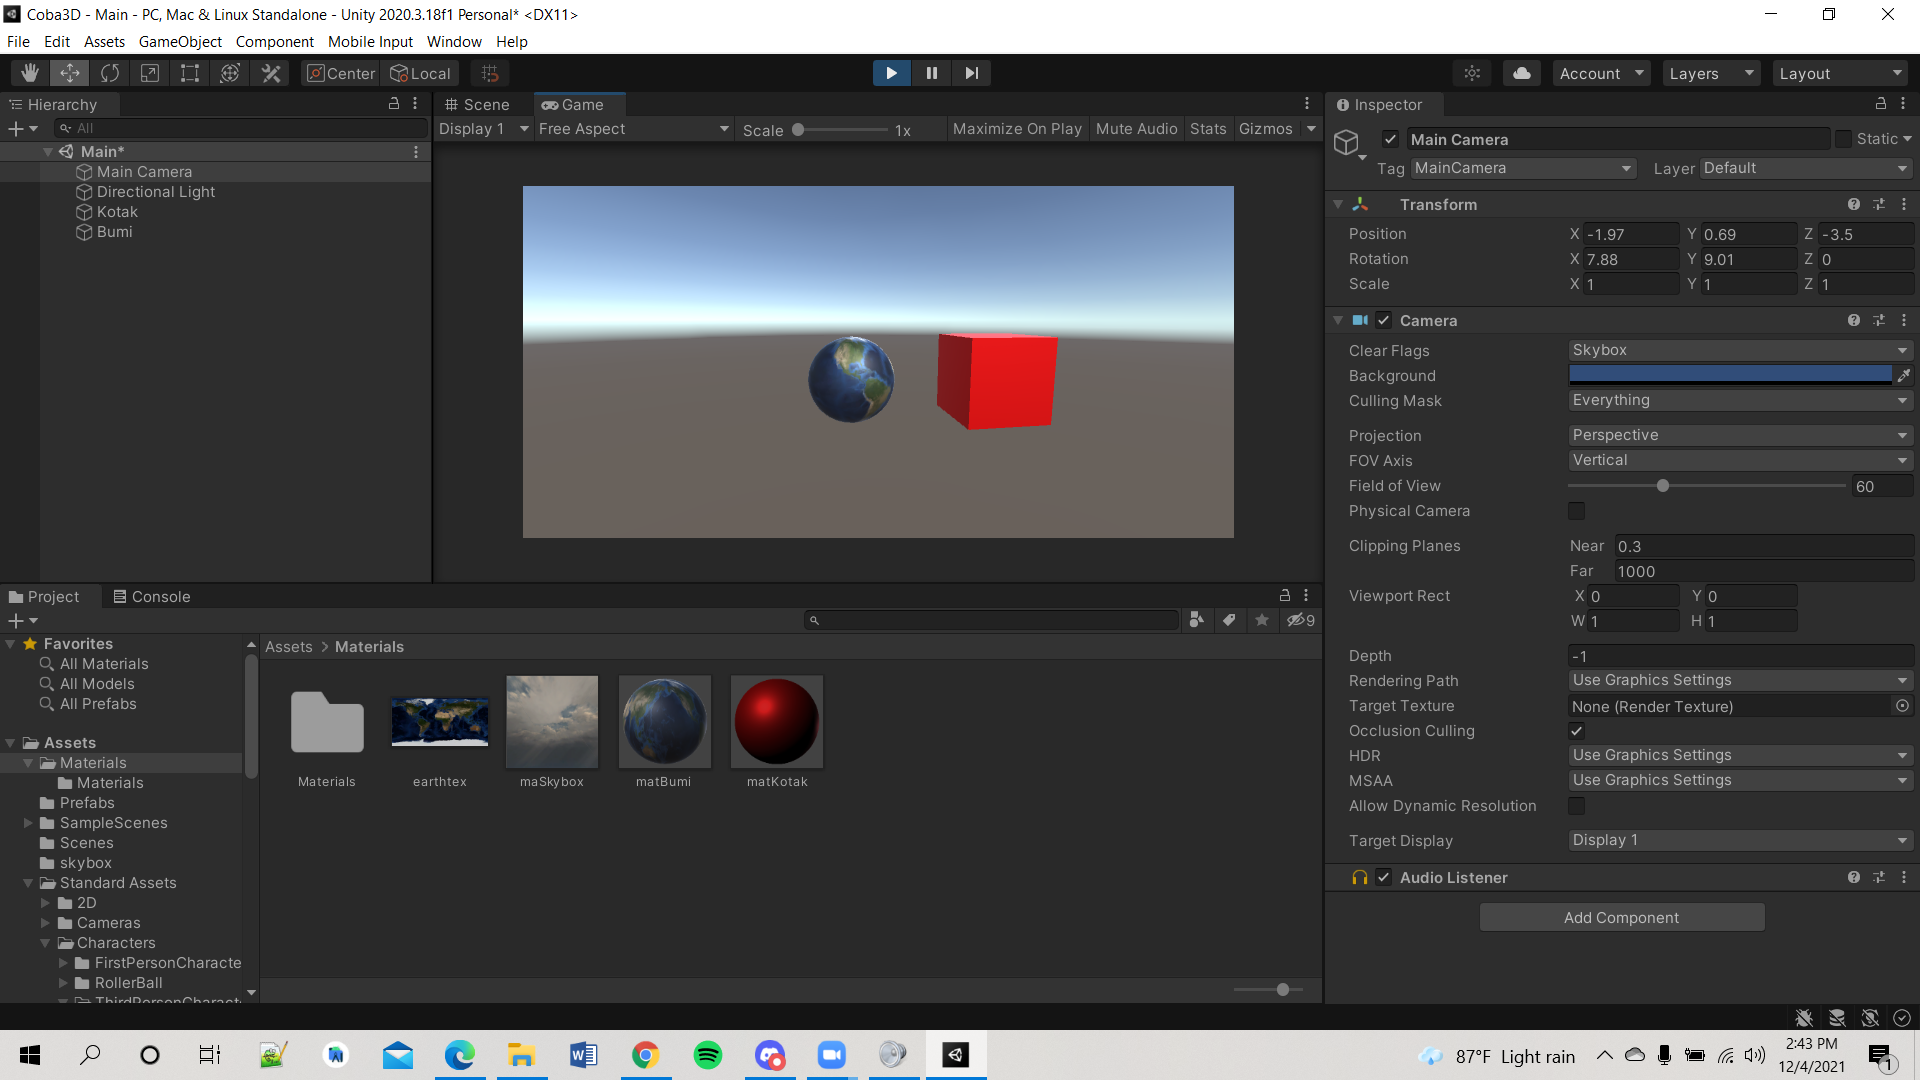 Coba3D - Main - PC, Mac & Linux Standalone - Unity 2020.3.18f1 Personal* <DX11>
File Edit Assets GameObject Component Mobile Input Window Help
Center Local
Account Layers Layout
Hierarchy
All
Main*
Main Camera
Directional Light
Kotak
Bumi
Scene Game
Display 1 Free Aspect Scale 1x Maximize On Play Mute Audio Stats Gizmos
Inspector
Main Camera Static
Tag MainCamera Layer Default
Transform
Position X -1.97 Y 0.69 Z -3.5
Rotation X 7.88 Y 9.01 Z 0
Scale X 1 Y 1 Z 1
Camera
Clear Flags Skybox
Background
Culling Mask Everything
Projection Perspective
FOV Axis Vertical
Field of View 60
Physical Camera
Clipping Planes Near 0.3
Far 1000
Viewport Rect X 0 Y 0
W 1 H 1
Depth -1
Rendering Path Use Graphics Settings
Target Texture None (Render Texture)
Occlusion Culling
HDR Use Graphics Settings
MSAA Use Graphics Settings
Allow Dynamic Resolution
Target Display Display 1
Audio Listener
Add Component
Project Console
9
Favorites
All Materials
All Models
All Prefabs
Assets
Materials
Materials
Prefabs
SampleScenes
Scenes
skybox
Standard Assets
2D
Cameras
Characters
FirstPersonCharacte
RollerBall
ThirdPersonCharact
Assets > Materials
Materials earthtex maSkybox matBumi matKotak
87°F Light rain
2:43 PM
12/4/2021
1